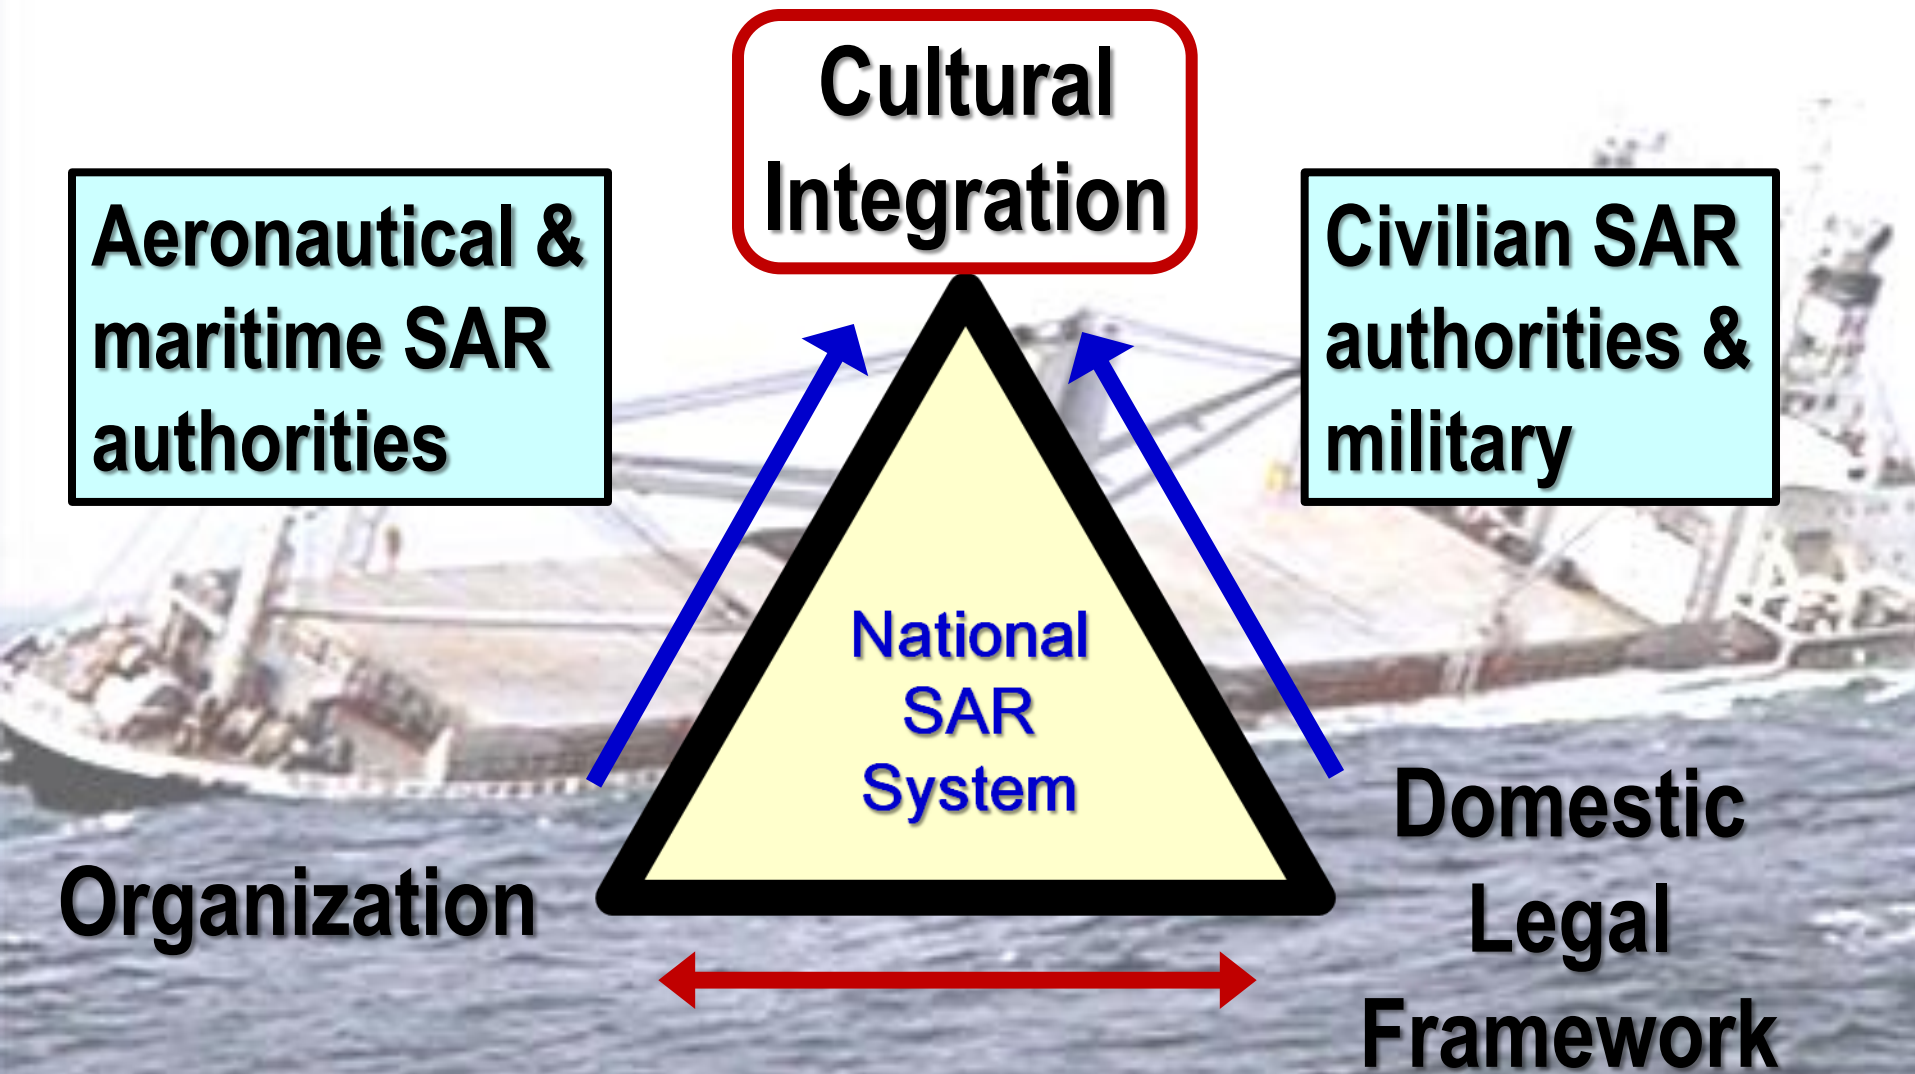 Cultural
Integration
Aeronautical &
maritime SAR
authorities
Civilian SAR
authorities &
military
National
SAR
System
Organization
Domestic
Legal
Framework